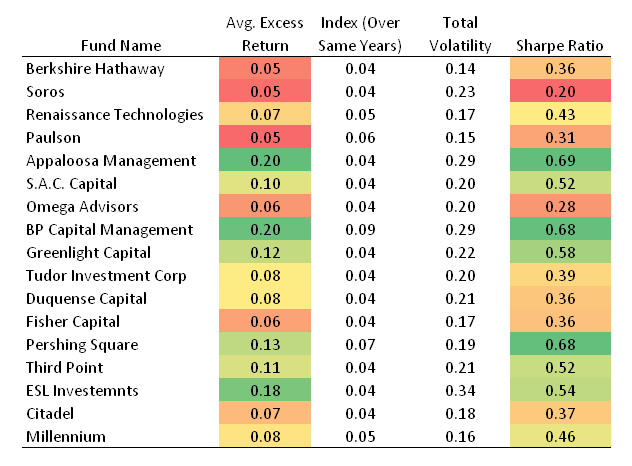 Avg. Excess Index (Over Total
Fund Name Return Same Years) Volatility Sharpe Ratio
Berkshire Hathaway 0.05 0.04 0.14 0.36
Soros 0.05 0.04 0.23 0.20
Renaissance Technologies 0.07 0.05 0.17 0.43
Paulson 0.05 0.06 0.15 0.31
Appaloosa Management 0.20 0.04 0.29 0.69
S.A.C. Capital 0.10 0.04 0.20 0.52
Omega Advisors 0.06 0.04 0.20 0.28
BP Capital Management 0.20 0.09 0.29 0.68
Greenlight Capital 0.12 0.04 0.22 0.58
Tudor Investment Corp 0.08 0.04 0.20 0.39
Duquense Capital 0.08 0.04 0.21 0.36
Fisher Capital 0.06 0.04 0.17 0.36
Pershing Square 0.13 0.07 0.19 0.68
Third Point 0.11 0.04 0.21 0.52
ESL Investemnts 0.18 0.04 0.34 0.54
Citadel 0.07 0.04 0.18 0.37
Millennium 0.08 0.05 0.16 0.46